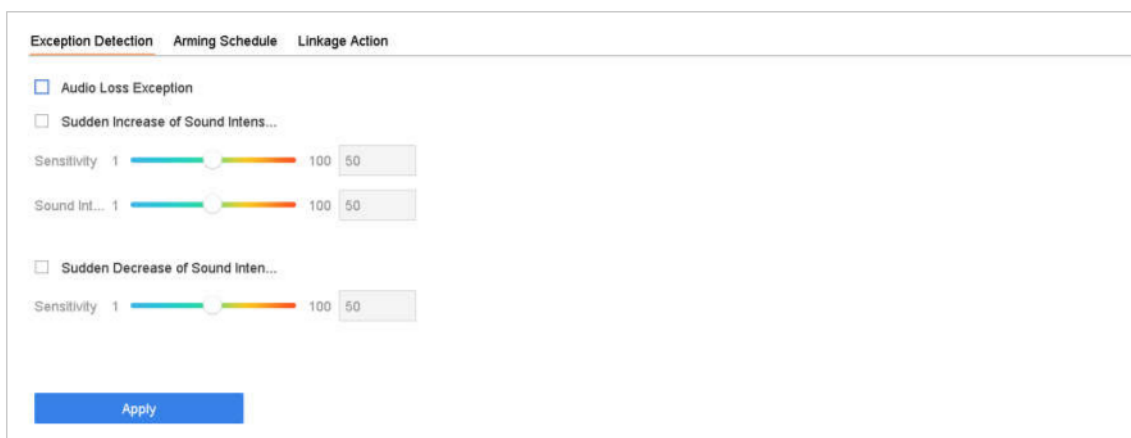 Exception Detection Arming Schedule Linkage Action
Audio Loss Exception
Sudden Increase of Sound Intens...
Sensitivity 1 100 50
Sound Int... 1 100 50
Sudden Decrease of Sound Inten...
Sensitivity 1 100 50
Apply